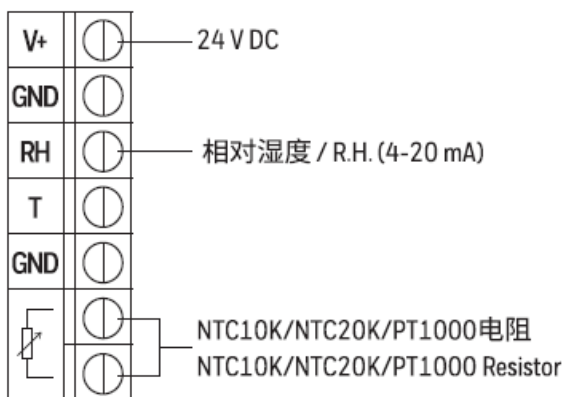 V+ 24 V DC
GND
RH 相对湿度 / R.H. (4-20 mA)
T
GND
NTC10K/NTC20K/PT1000电阻
NTC10K/NTC20K/PT1000 Resistor